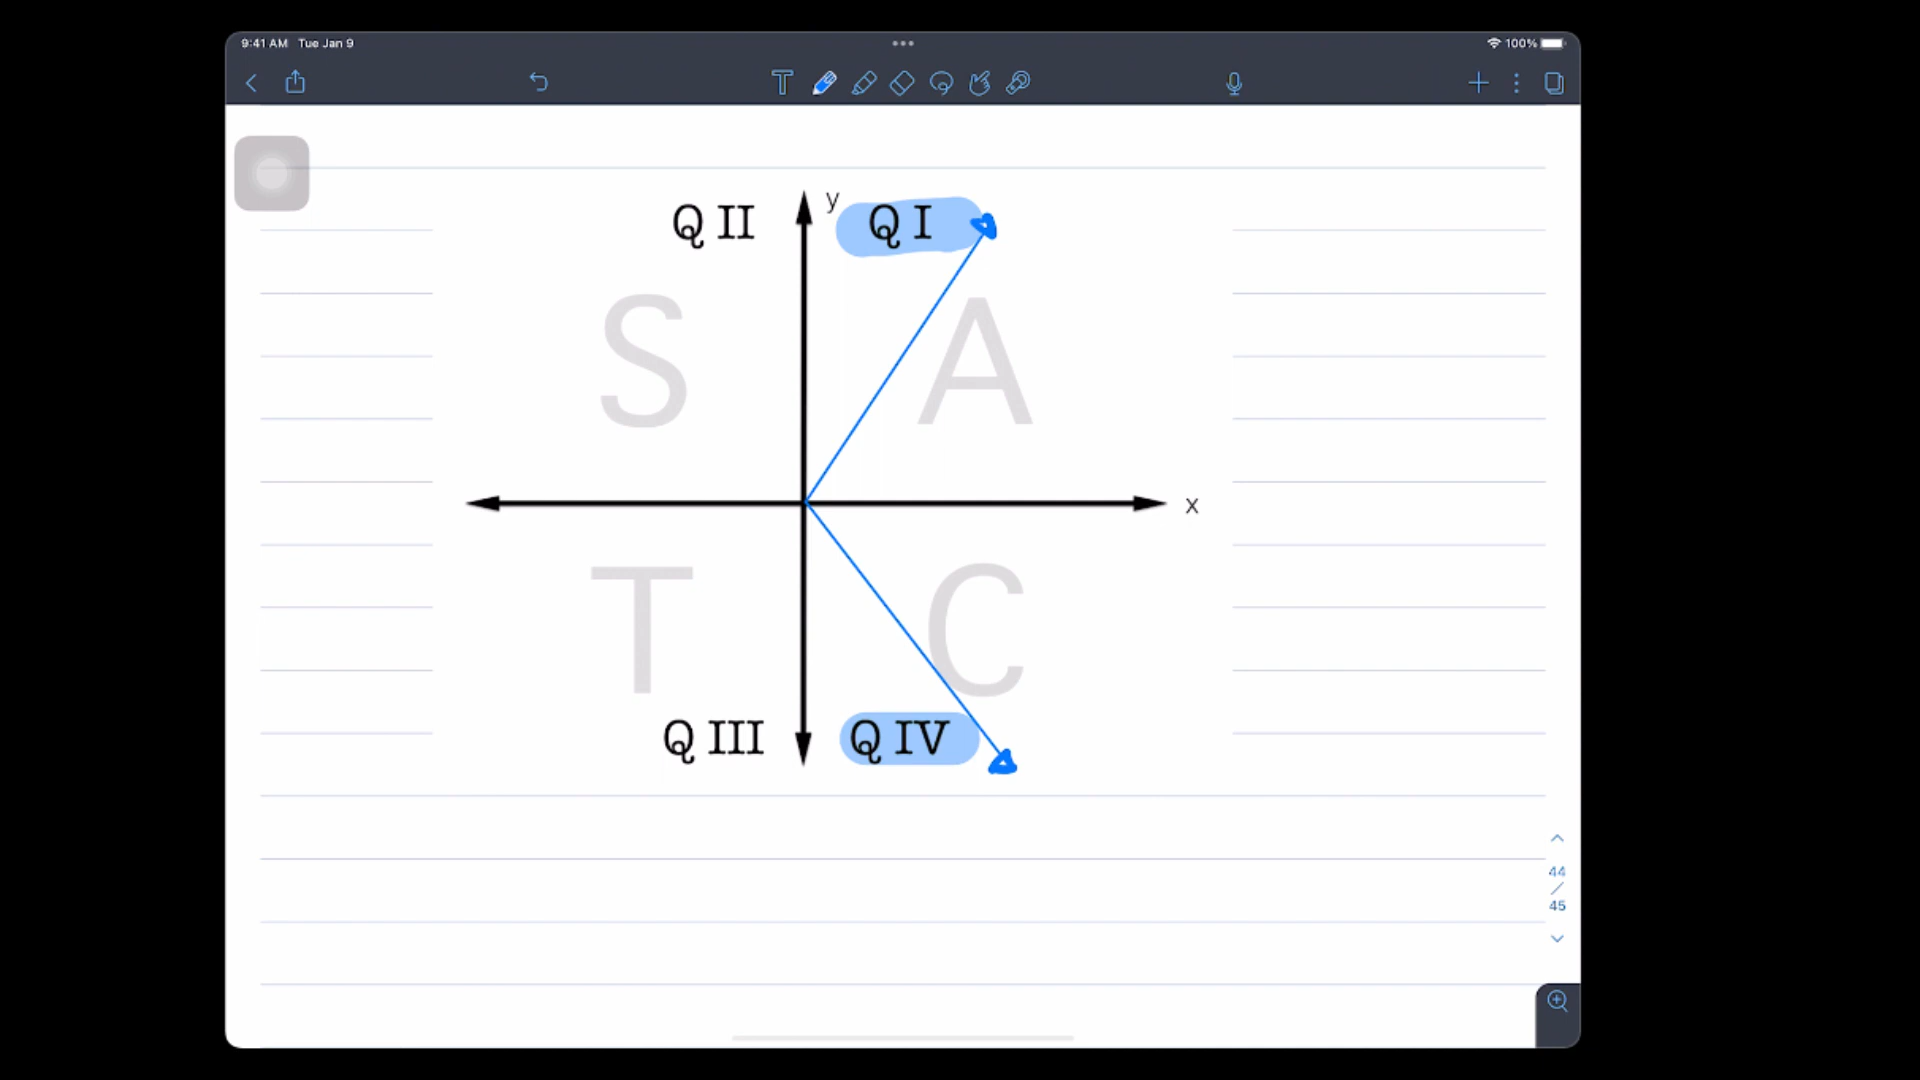 9:41 AM Tue Jan 9
100%
y
Q II
Q I
S
A
x
T
C
Q III
Q IV
44
/
45